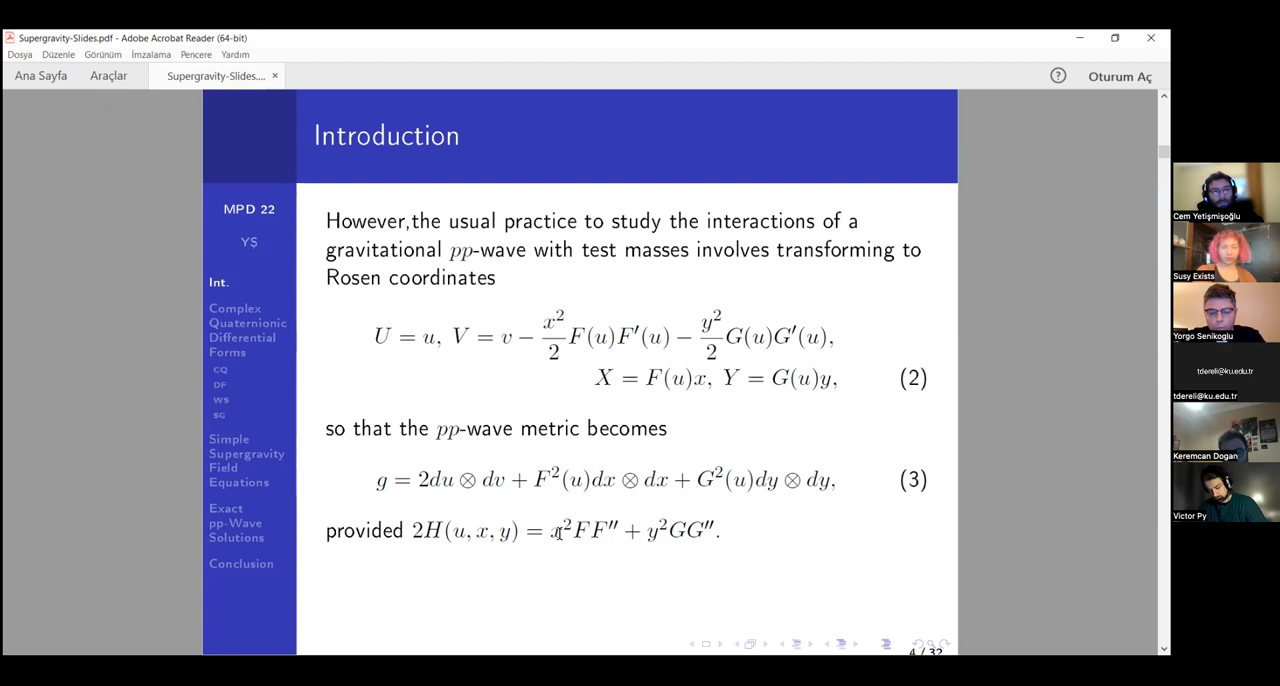 Supergravity-Slides.pdf - Adobe Acrobat Reader (64-bit)
Dosya Düzenle Görünüm İmzalama Pencere Yardım
Ana Sayfa Araçlar Supergravity-Slides.... × ? Oturum Aç
Introduction
MPD 22
YŞ
Int.
Complex
Quaternionic
Differential
Forms
CQ
DF
WS
SG
Simple
Supergravity
Field
Equations
Exact
pp-Wave
Solutions
Conclusion
However,the usual practice to study the interactions of a
gravitational pp-wave with test masses involves transforming to
Rosen coordinates
U = u, V = v − x²/2 F(u)F′(u) − y²/2 G(u)G′(u),
X = F(u)x, Y = G(u)y, (2)
so that the pp-wave metric becomes
g = 2du ⊗ dv + F²(u)dx ⊗ dx + G²(u)dy ⊗ dy, (3)
provided 2H(u, x, y) = x²FF″ + y²GG″.
4 / 32
Cem Yetişmişoğlu
Susy Exists
Yorgo Senikoglu
tdereli@ku.edu.tr
tdereli@ku.edu.tr
Keremcan Dogan
Victor Py